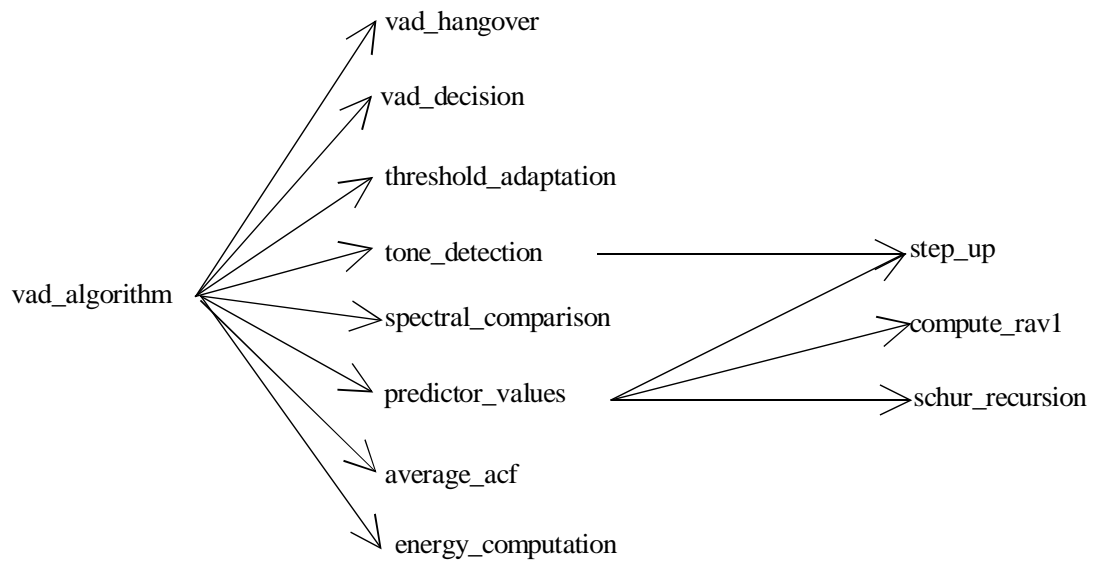 vad_hangover
vad_decision
threshold_adaptation
tone_detection
step_up
vad_algorithm
spectral_comparison
compute_rav1
predictor_values
schur_recursion
average_acf
energy_computation